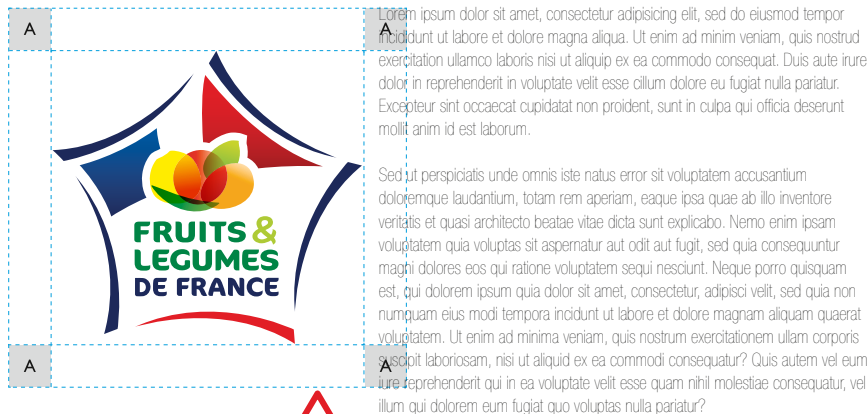 A
A
FRUITS &
LEGUMES
DE FRANCE
A
A
Lorem ipsum dolor sit amet, consectetur adipisicing elit, sed do eiusmod tempor
incididunt ut labore et dolore magna aliqua. Ut enim ad minim veniam, quis nostrud
exercitation ullamco laboris nisi ut aliquip ex ea commodo consequat. Duis aute irure
dolor in reprehenderit in voluptate velit esse cillum dolore eu fugiat nulla pariatur.
Excepteur sint occaecat cupidatat non proident, sunt in culpa qui officia deserunt
mollit anim id est laborum.
Sed ut perspiciatis unde omnis iste natus error sit voluptatem accusantium
doloremque laudantium, totam rem aperiam, eaque ipsa quae ab illo inventore
veritatis et quasi architecto beatae vitae dicta sunt explicabo. Nemo enim ipsam
voluptatem quia voluptas sit aspernatur aut odit aut fugit, sed quia consequuntur
magni dolores eos qui ratione voluptatem sequi nesciunt. Neque porro quisquam
est, qui dolorem ipsum quia dolor sit amet, consectetur, adipisci velit, sed quia non
numquam eius modi tempora incidunt ut labore et dolore magnam aliquam quaerat
voluptatem. Ut enim ad minima veniam, quis nostrum exercitationem ullam corporis
suscipit laboriosam, nisi ut aliquid ex ea commodi consequatur? Quis autem vel eum
iure reprehenderit qui in ea voluptate velit esse quam nihil molestiae consequatur, vel
illum qui dolorem eum fugiat quo voluptas nulla pariatur?